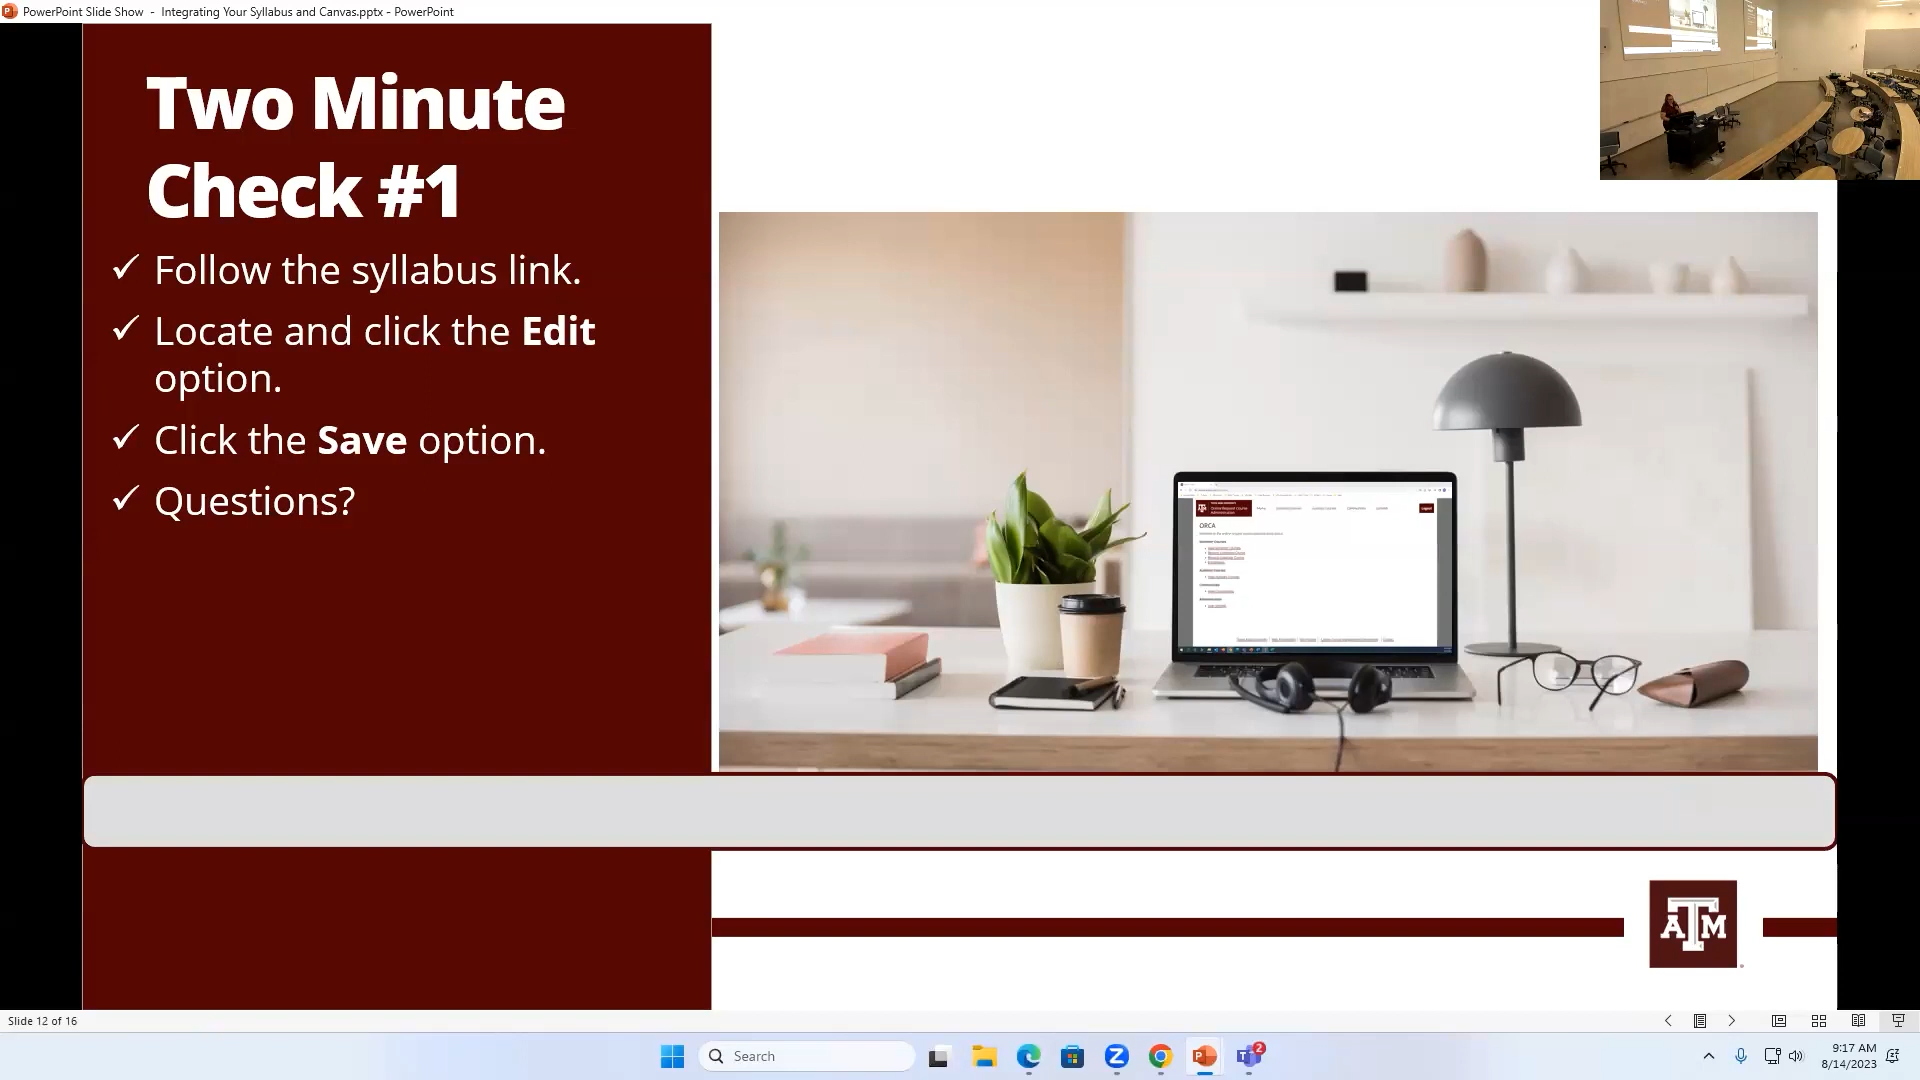 PowerPoint Slide Show - Integrating Your Syllabus and Canvas.pptx - PowerPoint
Two Minute
Check #1
✓ Follow the syllabus link.
✓ Locate and click the Edit
option.
✓ Click the Save option.
✓ Questions?
ORCA
ATM
Slide 12 of 16
Search
2
9:17 AM
8/14/2023